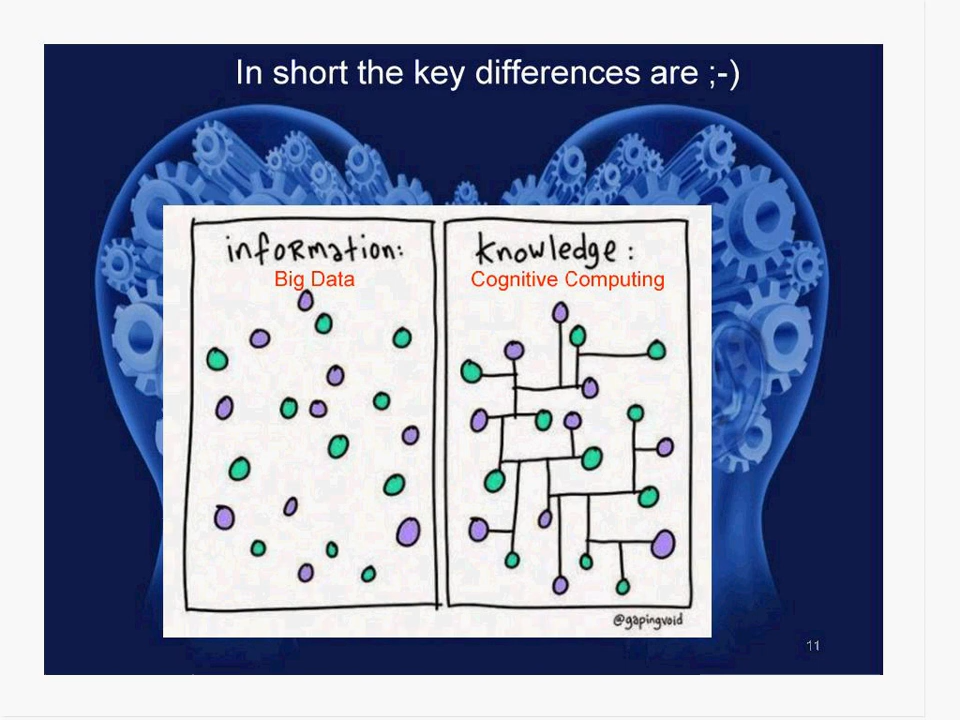 In short the key differences are ;-)
information:
Big Data
knowledge:
Cognitive Computing
@gapingvoid
11